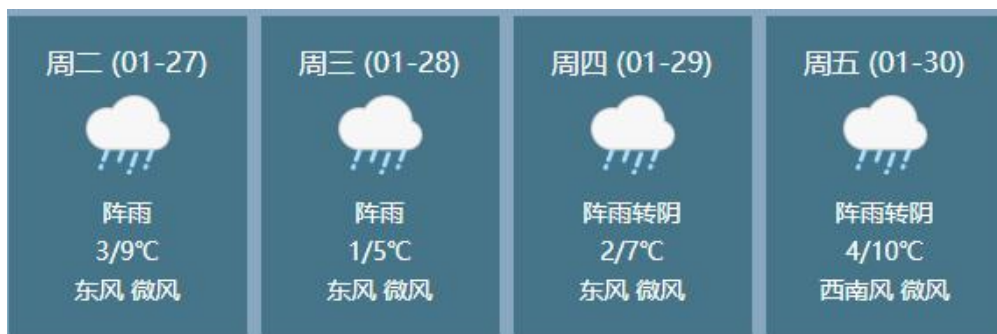 周二 (01-27)
阵雨
3/9℃
东风 微风
周三 (01-28)
阵雨
1/5℃
东风 微风
周四 (01-29)
阵雨转阴
2/7℃
东风 微风
周五 (01-30)
阵雨转阴
4/10℃
西南风 微风